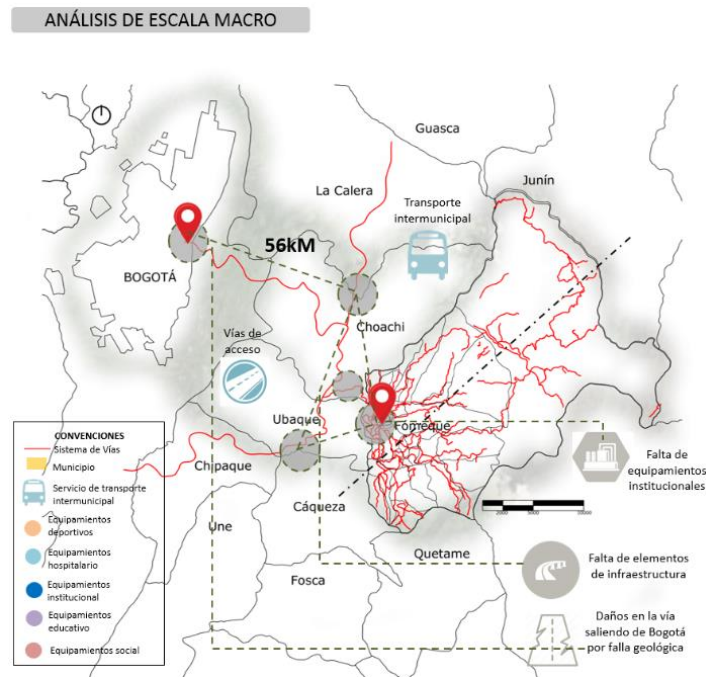 ANÁLISIS DE ESCALA MACRO
Guasca
Junín
La Calera
Transporte
intermunicipal
56kM
BOGOTÁ
Choachi
Vías de
acceso
Ubaque
Fómeque
CONVENCIONES
Sistema de Vías
Municipio
Servicio de transporte
intermunicipal
Equipamientos
deportivos
Equipamientos
hospitalario
Equipamientos
institucional
Equipamientos
educativo
Equipamientos social
Chipaque
Cáqueza
Une
Fosca
Quetame
Falta de
equipamientos
institucionales
Falta de elementos
de infraestructura
Daños en la vía
saliendo de Bogotá
por falla geológica